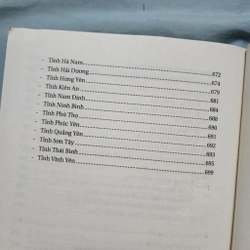 - Tỉnh Hà Nam 672
- Tỉnh Hải Dương 674
- Tỉnh Hưng Yên 679
- Tỉnh Kiến An 681
- Tỉnh Nam Định 684
- Tỉnh Ninh Bình 688
- Tỉnh Phú Thọ 690
- Tỉnh Phúc Yên 691
- Tỉnh Quảng Yên 692
- Tỉnh Sơn Tây 693
- Tỉnh Thái Bình 695
- Tỉnh Vĩnh Yên 699